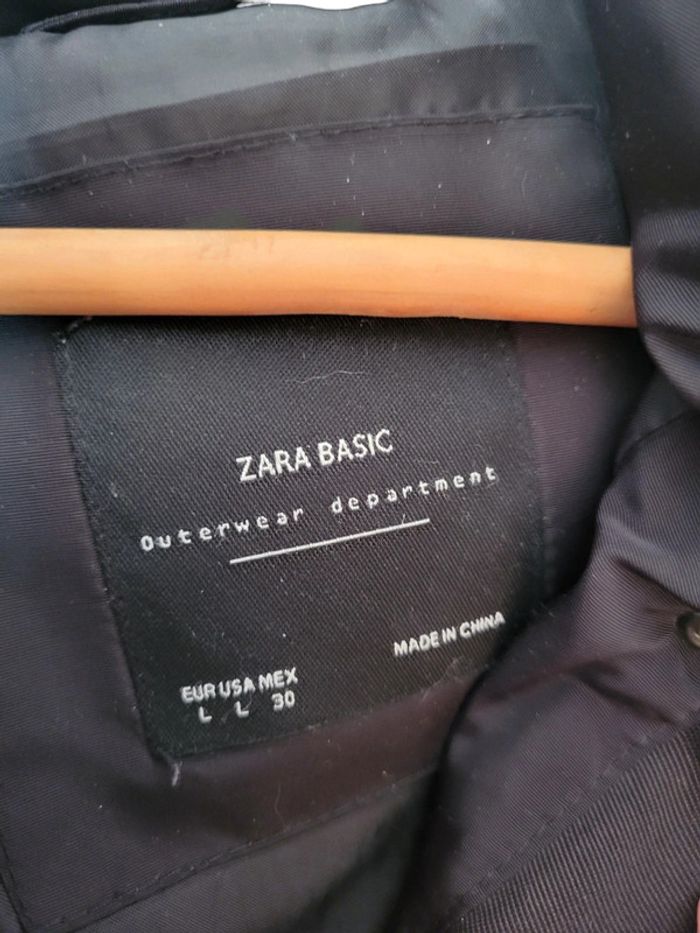 ZARA BASIC
outerwear department
MADE IN CHINA
EUR USA MEX
L L 30